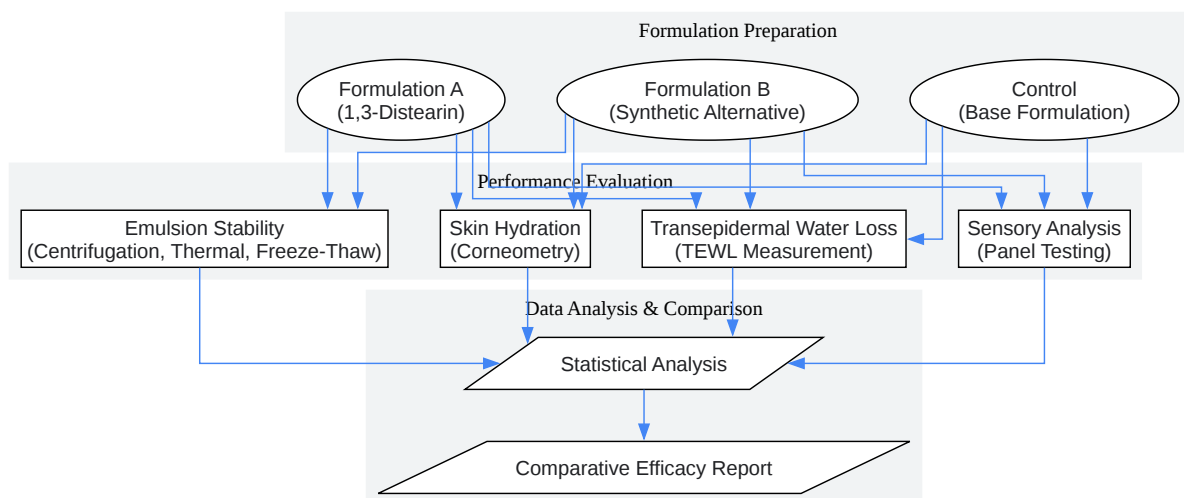 Formulation Preparation
Formulation A
(1,3-Distearin)
Formulation B
(Synthetic Alternative)
Control
(Base Formulation)
Performance Evaluation
Emulsion Stability
(Centrifugation, Thermal, Freeze-Thaw)
Skin Hydration
(Corneometry)
Transepidermal Water Loss
(TEWL Measurement)
Sensory Analysis
(Panel Testing)
Data Analysis & Comparison
Statistical Analysis
Comparative Efficacy Report